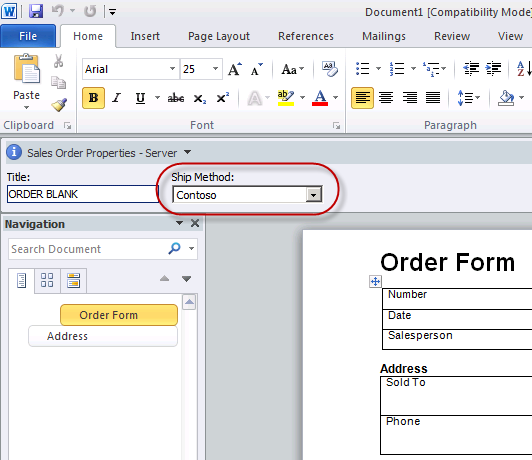 Document1 [Compatibility Mode]
File Home Insert Page Layout References Mailings Review View
Paste
Arial 25 A A Aa
B I U abc x₂ x² A ab A
Clipboard Font Paragraph
Sales Order Properties - Server
Title: Ship Method:
ORDER BLANK Contoso
Navigation
Search Document
Order Form
Address
Order Form
Number
Date
Salesperson
Address
Sold To
Phone